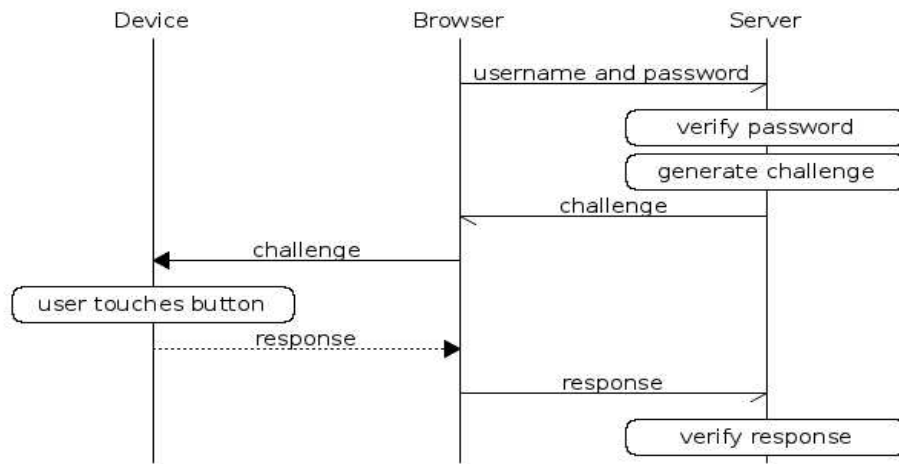 Device Browser Server
username and password
verify password
generate challenge
challenge
challenge
user touches button
response
response
verify response